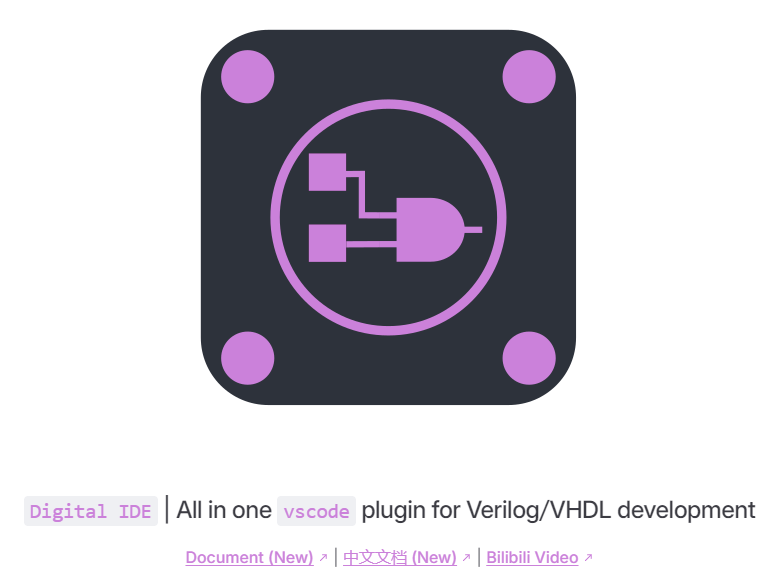 Digital IDE | All in one vscode plugin for Verilog/VHDL development
Document (New) ↗ | 中文文档 (New) ↗ | Bilibili Video ↗